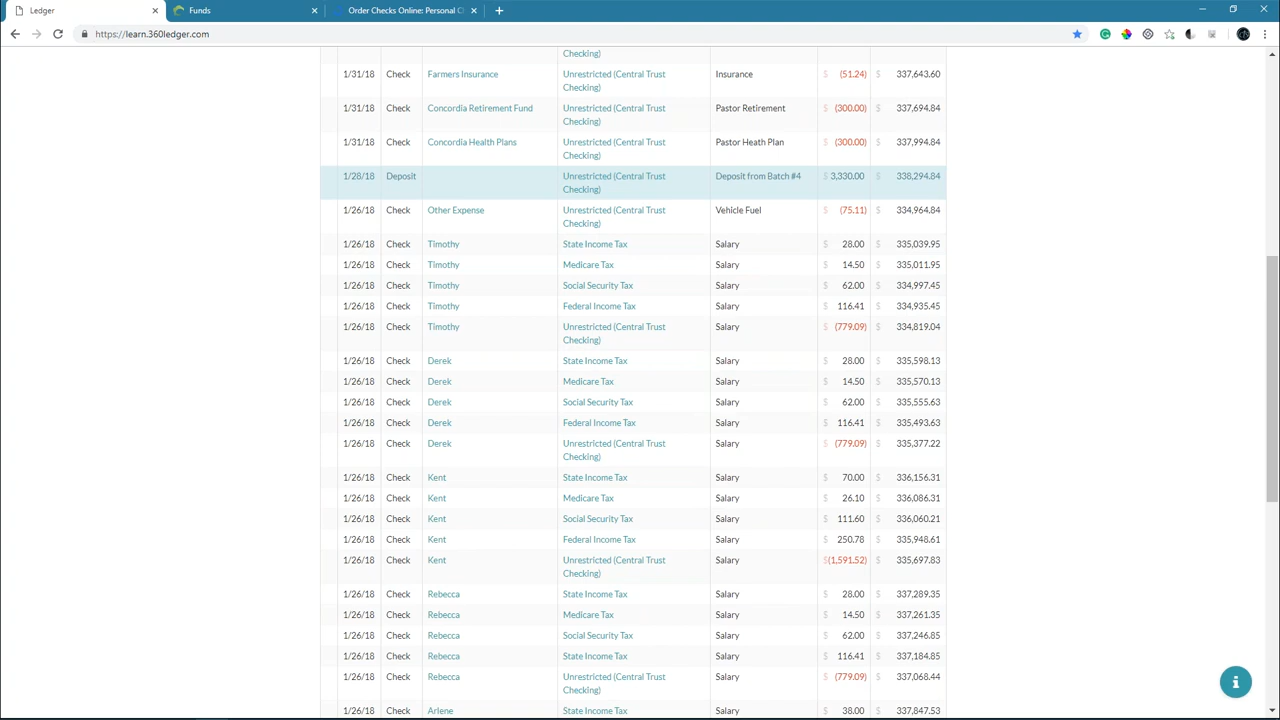 Ledger × Funds × Order Checks Online: Personal C × +
https://learn.360ledger.com
Checking)
1/31/18 Check Farmers Insurance Unrestricted (Central Trust Insurance $ (51.24) $ 337,643.60
Checking)
1/31/18 Check Concordia Retirement Fund Unrestricted (Central Trust Pastor Retirement $ (300.00) $ 337,694.84
Checking)
1/31/18 Check Concordia Health Plans Unrestricted (Central Trust Pastor Heath Plan $ (300.00) $ 337,994.84
Checking)
1/28/18 Deposit Unrestricted (Central Trust Deposit from Batch #4 $ 3,330.00 338,294.84
Checking)
1/26/18 Check Other Expense Unrestricted (Central Trust Vehicle Fuel $ (75.11) $ 334,964.84
Checking)
1/26/18 Check Timothy State Income Tax Salary $ 28.00 $ 335,039.95
1/26/18 Check Timothy Medicare Tax Salary $ 14.50 $ 335,011.95
1/26/18 Check Timothy Social Security Tax Salary $ 62.00 $ 334,997.45
1/26/18 Check Timothy Federal Income Tax Salary $ 116.41 $ 334,935.45
1/26/18 Check Timothy Unrestricted (Central Trust Salary $ (779.09) $ 334,819.04
Checking)
1/26/18 Check Derek State Income Tax Salary $ 28.00 $ 335,598.13
1/26/18 Check Derek Medicare Tax Salary $ 14.50 $ 335,570.13
1/26/18 Check Derek Social Security Tax Salary $ 62.00 $ 335,555.63
1/26/18 Check Derek Federal Income Tax Salary $ 116.41 $ 335,493.63
1/26/18 Check Derek Unrestricted (Central Trust Salary $ (779.09) $ 335,377.22
Checking)
1/26/18 Check Kent State Income Tax Salary $ 70.00 $ 336,156.31
1/26/18 Check Kent Medicare Tax Salary $ 26.10 $ 336,086.31
1/26/18 Check Kent Social Security Tax Salary $ 111.60 $ 336,060.21
1/26/18 Check Kent Federal Income Tax Salary $ 250.78 $ 335,948.61
1/26/18 Check Kent Unrestricted (Central Trust Salary $(1,591.52) $ 335,697.83
Checking)
1/26/18 Check Rebecca State Income Tax Salary $ 28.00 $ 337,289.35
1/26/18 Check Rebecca Medicare Tax Salary $ 14.50 $ 337,261.35
1/26/18 Check Rebecca Social Security Tax Salary $ 62.00 $ 337,246.85
1/26/18 Check Rebecca State Income Tax Salary $ 116.41 $ 337,184.85
1/26/18 Check Rebecca Unrestricted (Central Trust Salary $ (779.09) $ 337,068.44
Checking)
1/26/18 Check Arlene State Income Tax Salary $ 38.00 $ 337,847.53